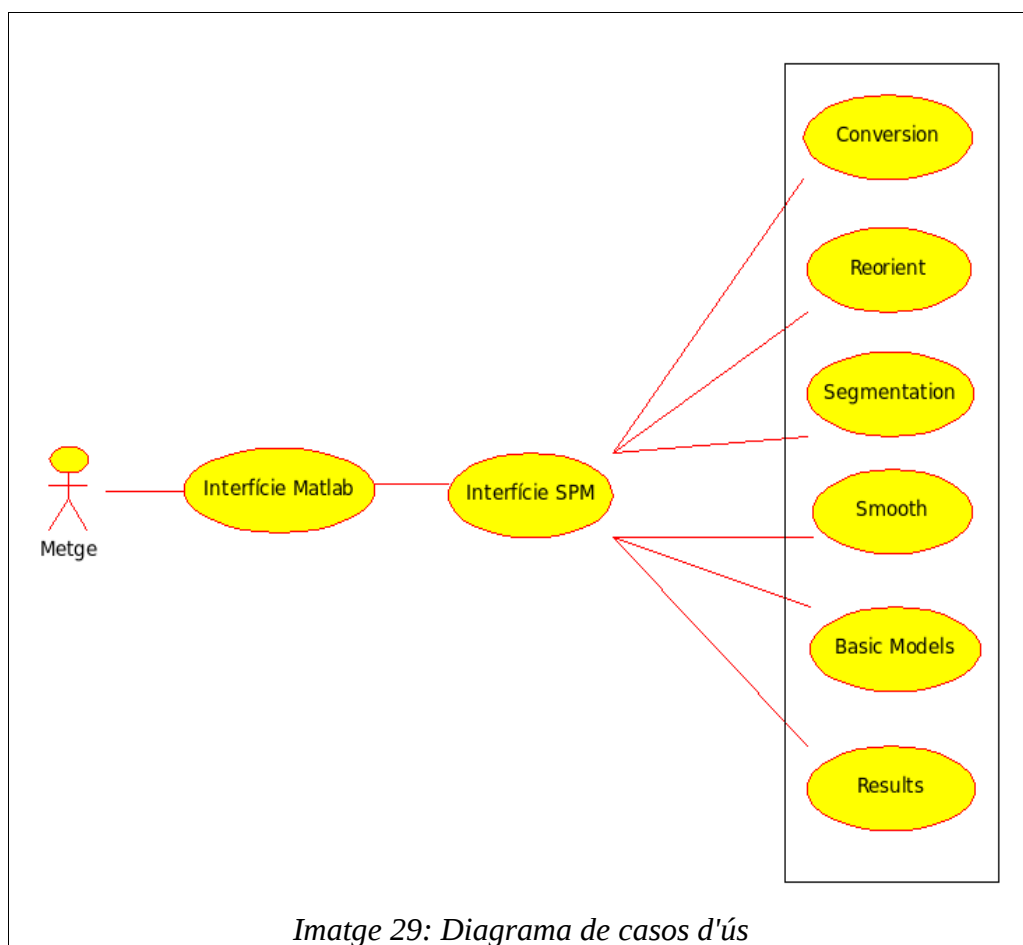 Conversion
Reorient
Segmentation
Interfície Matlab
Interfície SPM
Smooth
Metge
Basic Models
Results
Imatge 29: Diagrama de casos d'ús